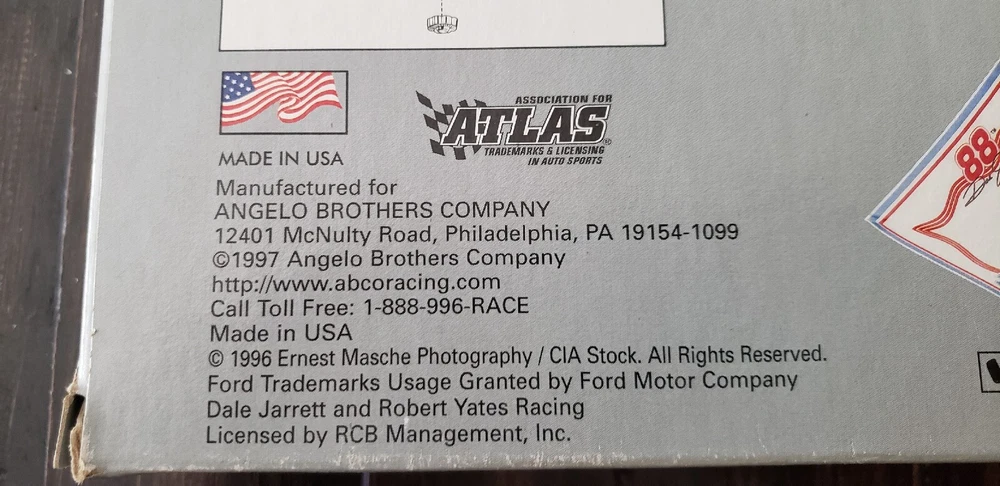 MADE IN USA
ASSOCIATION FOR
ATLAS
TRADEMARKS & LICENSING
IN AUTO SPORTS
Manufactured for
ANGELO BROTHERS COMPANY
12401 McNulty Road, Philadelphia, PA 19154-1099
©1997 Angelo Brothers Company
http://www.abcoracing.com
Call Toll Free: 1-888-996-RACE
Made in USA
© 1996 Ernest Masche Photography / CIA Stock. All Rights Reserved.
Ford Trademarks Usage Granted by Ford Motor Company
Dale Jarrett and Robert Yates Racing
Licensed by RCB Management, Inc.
88